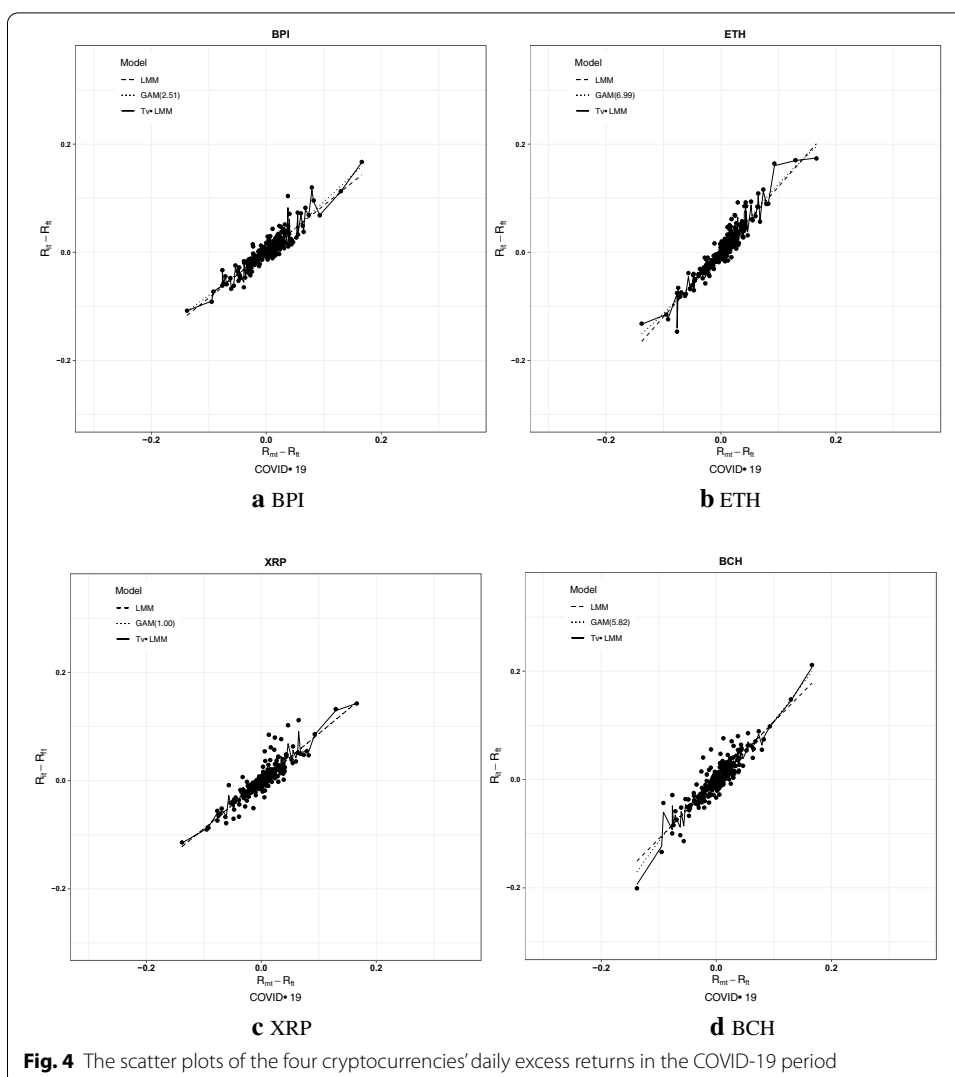 BPI
Model
LMM
GAM(2.51)
Tv• LMM
0.2
0.0
−0.2
R_it − R_ft
−0.2 0.0 0.2
R_mt − R_ft
COVID• 19
a BPI
ETH
Model
LMM
GAM(6.99)
Tv• LMM
0.2
0.0
−0.2
R_it − R_ft
−0.2 0.0 0.2
R_mt − R_ft
COVID• 19
b ETH
XRP
Model
LMM
GAM(1.00)
Tv• LMM
0.2
0.0
−0.2
R_it − R_ft
−0.2 0.0 0.2
R_mt − R_ft
COVID• 19
c XRP
BCH
Model
LMM
GAM(5.82)
Tv• LMM
0.2
0.0
−0.2
R_it − R_ft
−0.2 0.0 0.2
R_mt − R_ft
COVID• 19
d BCH
Fig. 4 The scatter plots of the four cryptocurrencies' daily excess returns in the COVID-19 period